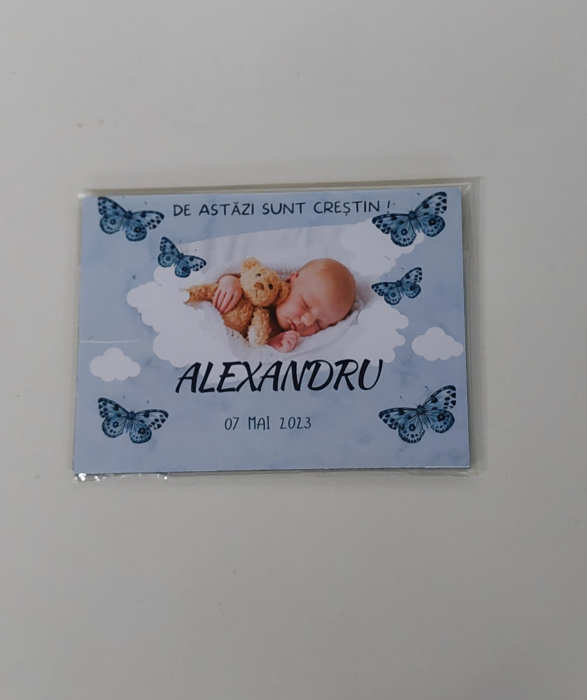 DE ASTĂZI SUNT CREȘTIN !
ALEXANDRU
07 MAI 2023